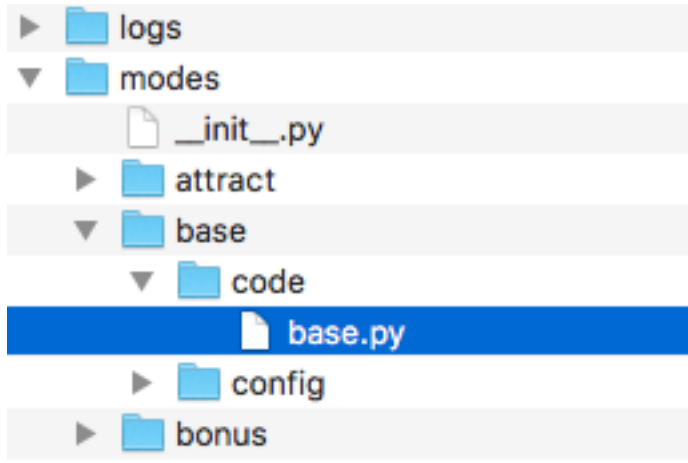 logs
modes
__init__.py
attract
base
code
base.py
config
bonus